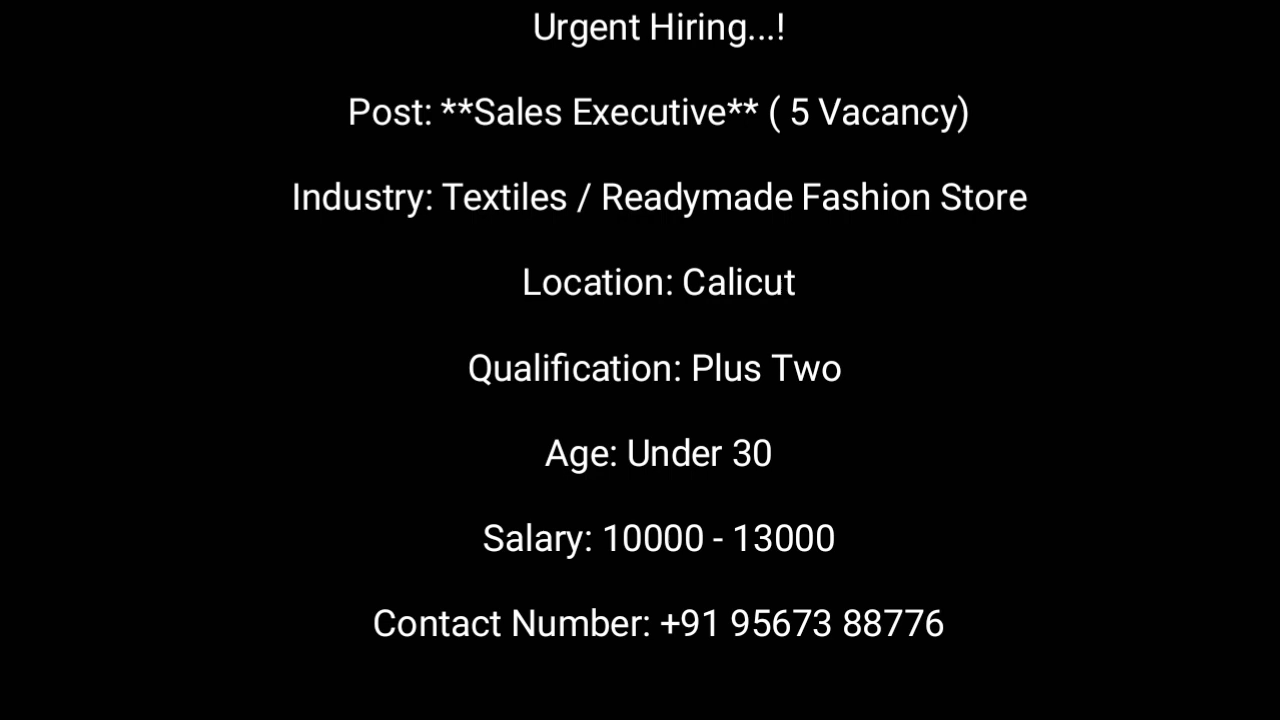 Urgent Hiring...!
Post: **Sales Executive** ( 5 Vacancy)
Industry: Textiles / Readymade Fashion Store
Location: Calicut
Qualification: Plus Two
Age: Under 30
Salary: 10000 - 13000
Contact Number: +91 95673 88776